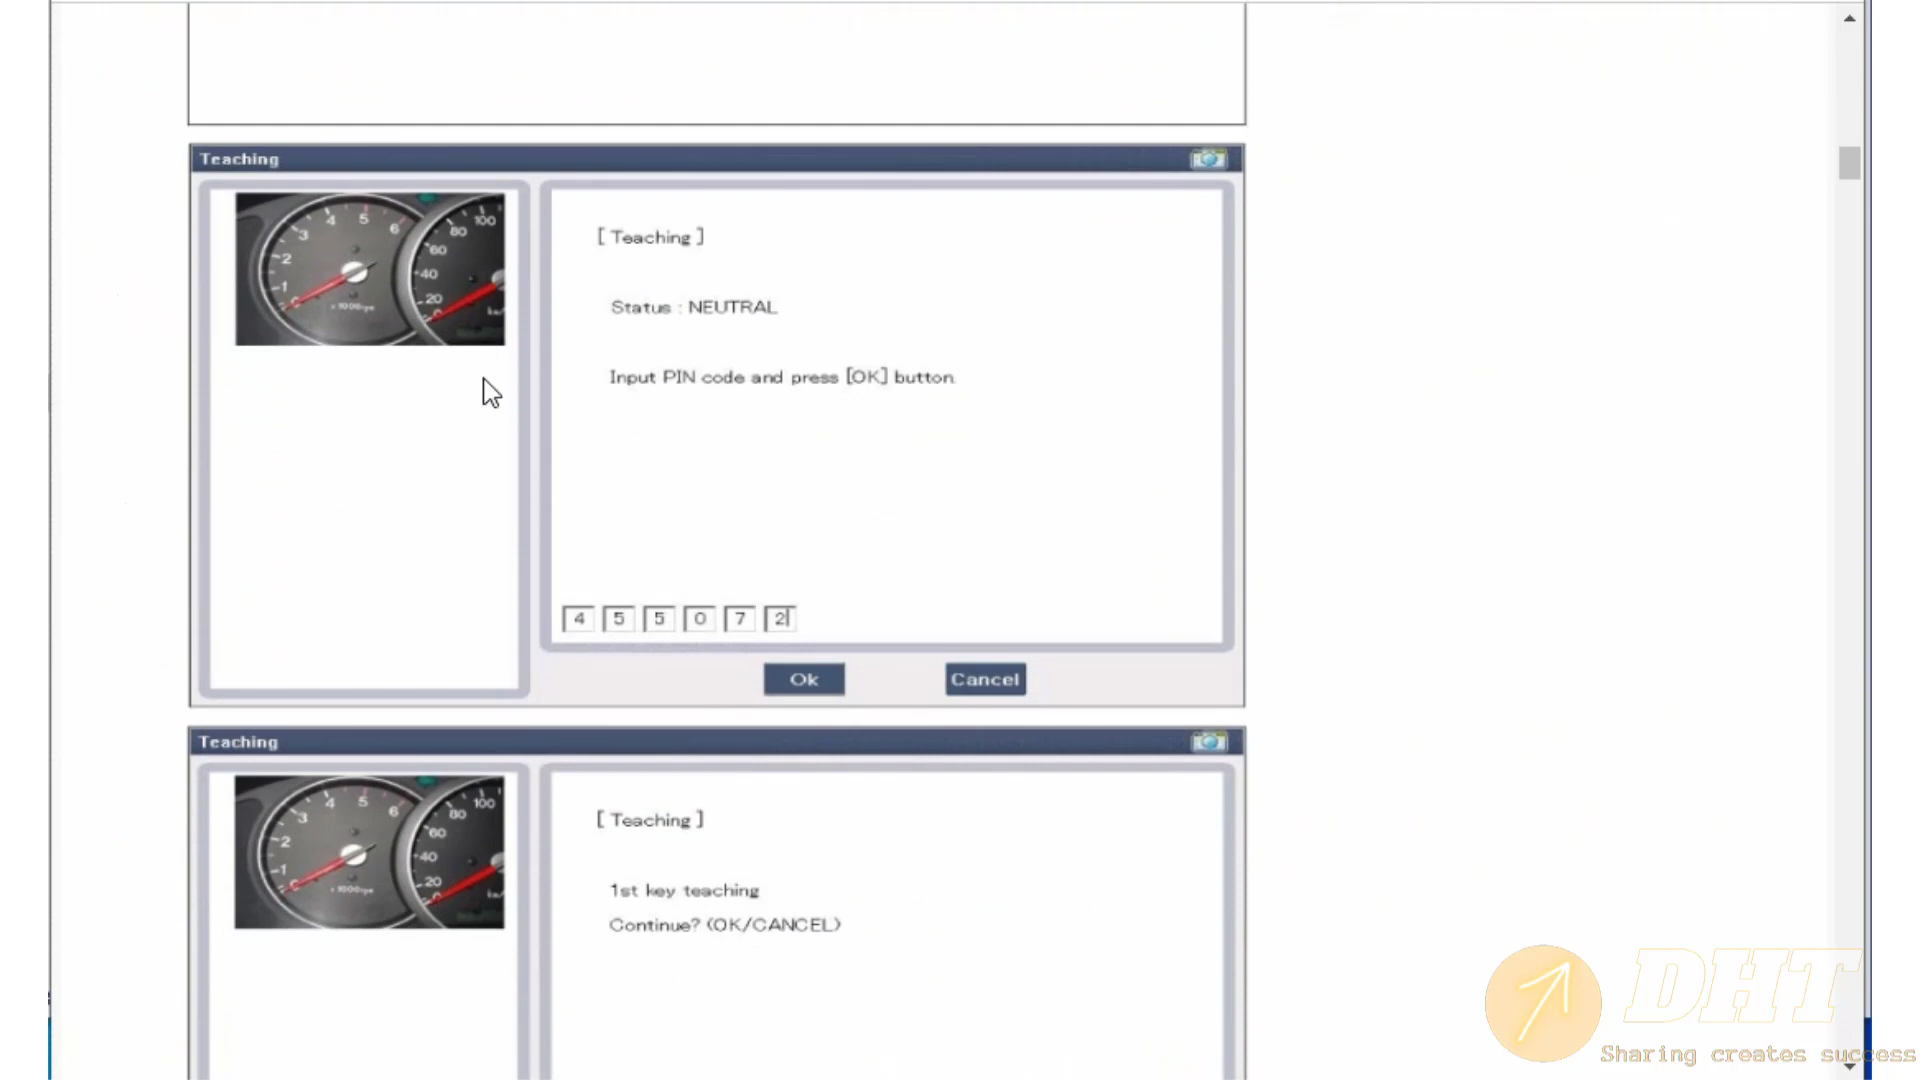 Teaching
[ Teaching ]
Status : NEUTRAL
Input PIN code and press [OK] button.
4 5 5 0 7 2
Ok Cancel
Teaching
[ Teaching ]
1st key teaching
Continue? (OK/CANCEL)
DHT
Sharing creates success